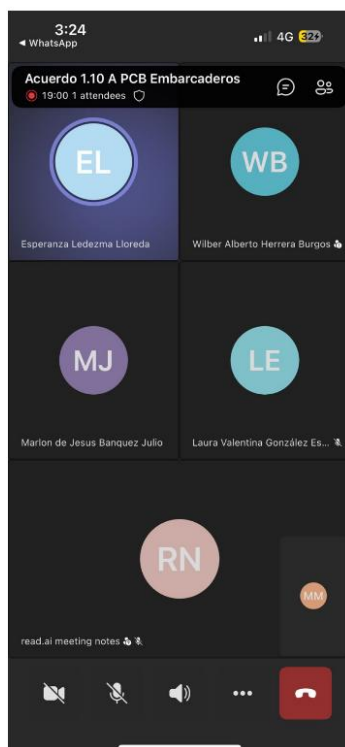 3:24
4G 32
◀ WhatsApp
Acuerdo 1.10 A PCB Embarcaderos
19:00 1 attendees
EL
WB
Esperanza Ledezma Lloreda
Wilber Alberto Herrera Burgos
MJ
LE
Marlon de Jesus Banquez Julio
Laura Valentina González Es...
RN
MM
read.ai meeting notes